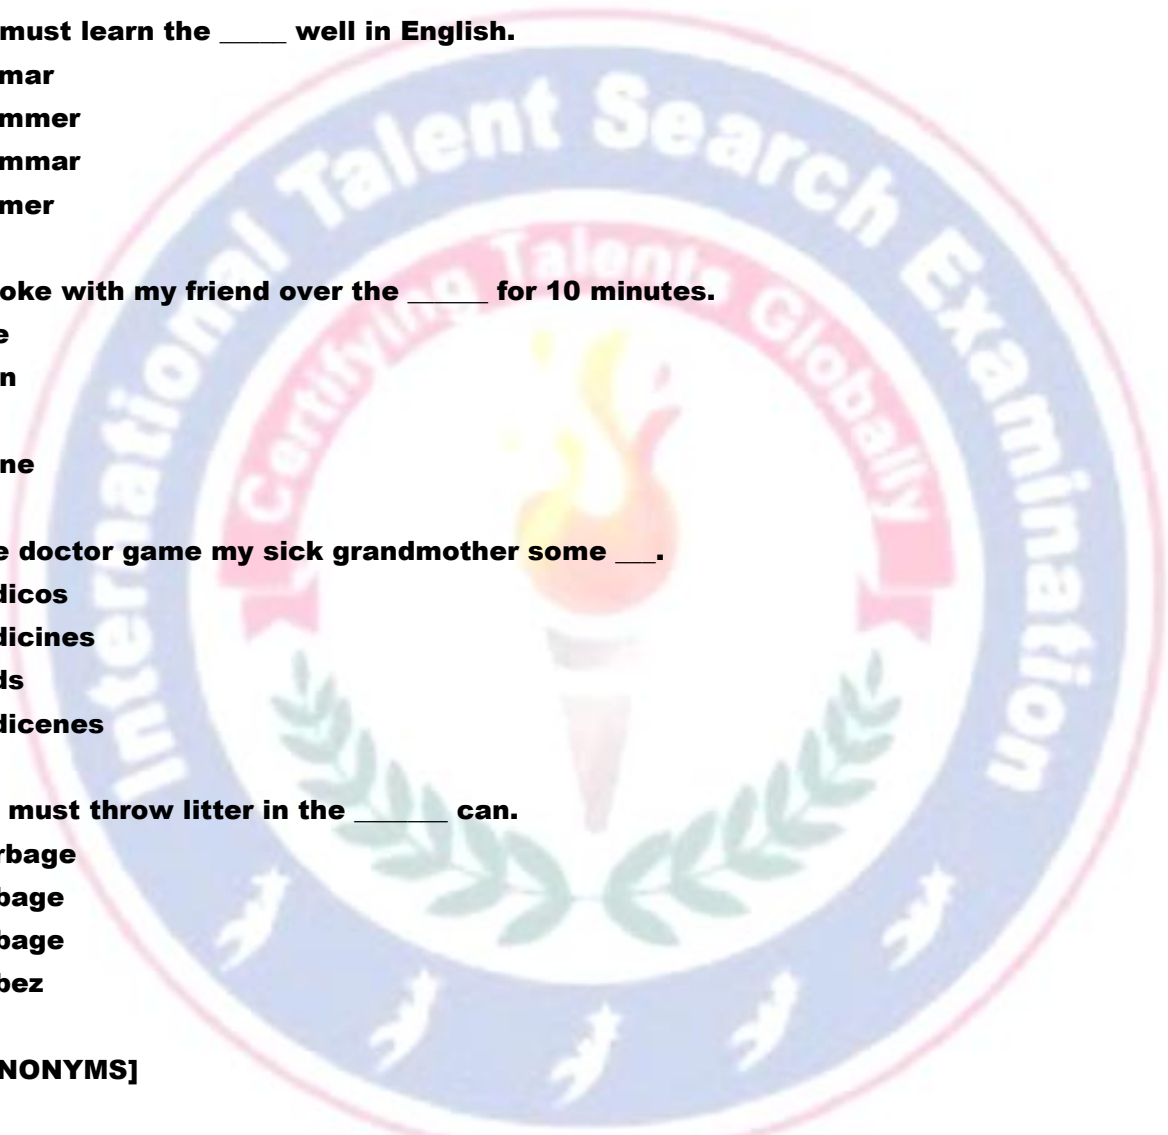 must learn the _____ well in English.
mar
mmer
mmar
mer
oke with my friend over the ______ for 10 minutes.
e
n
ne
e doctor game my sick grandmother some ___.
dicos
dicines
ds
dicenes
must throw litter in the _______ can.
rbage
bage
bage
bez
NONYMS]
International Talent Search Examination
Certifying Talents Globally